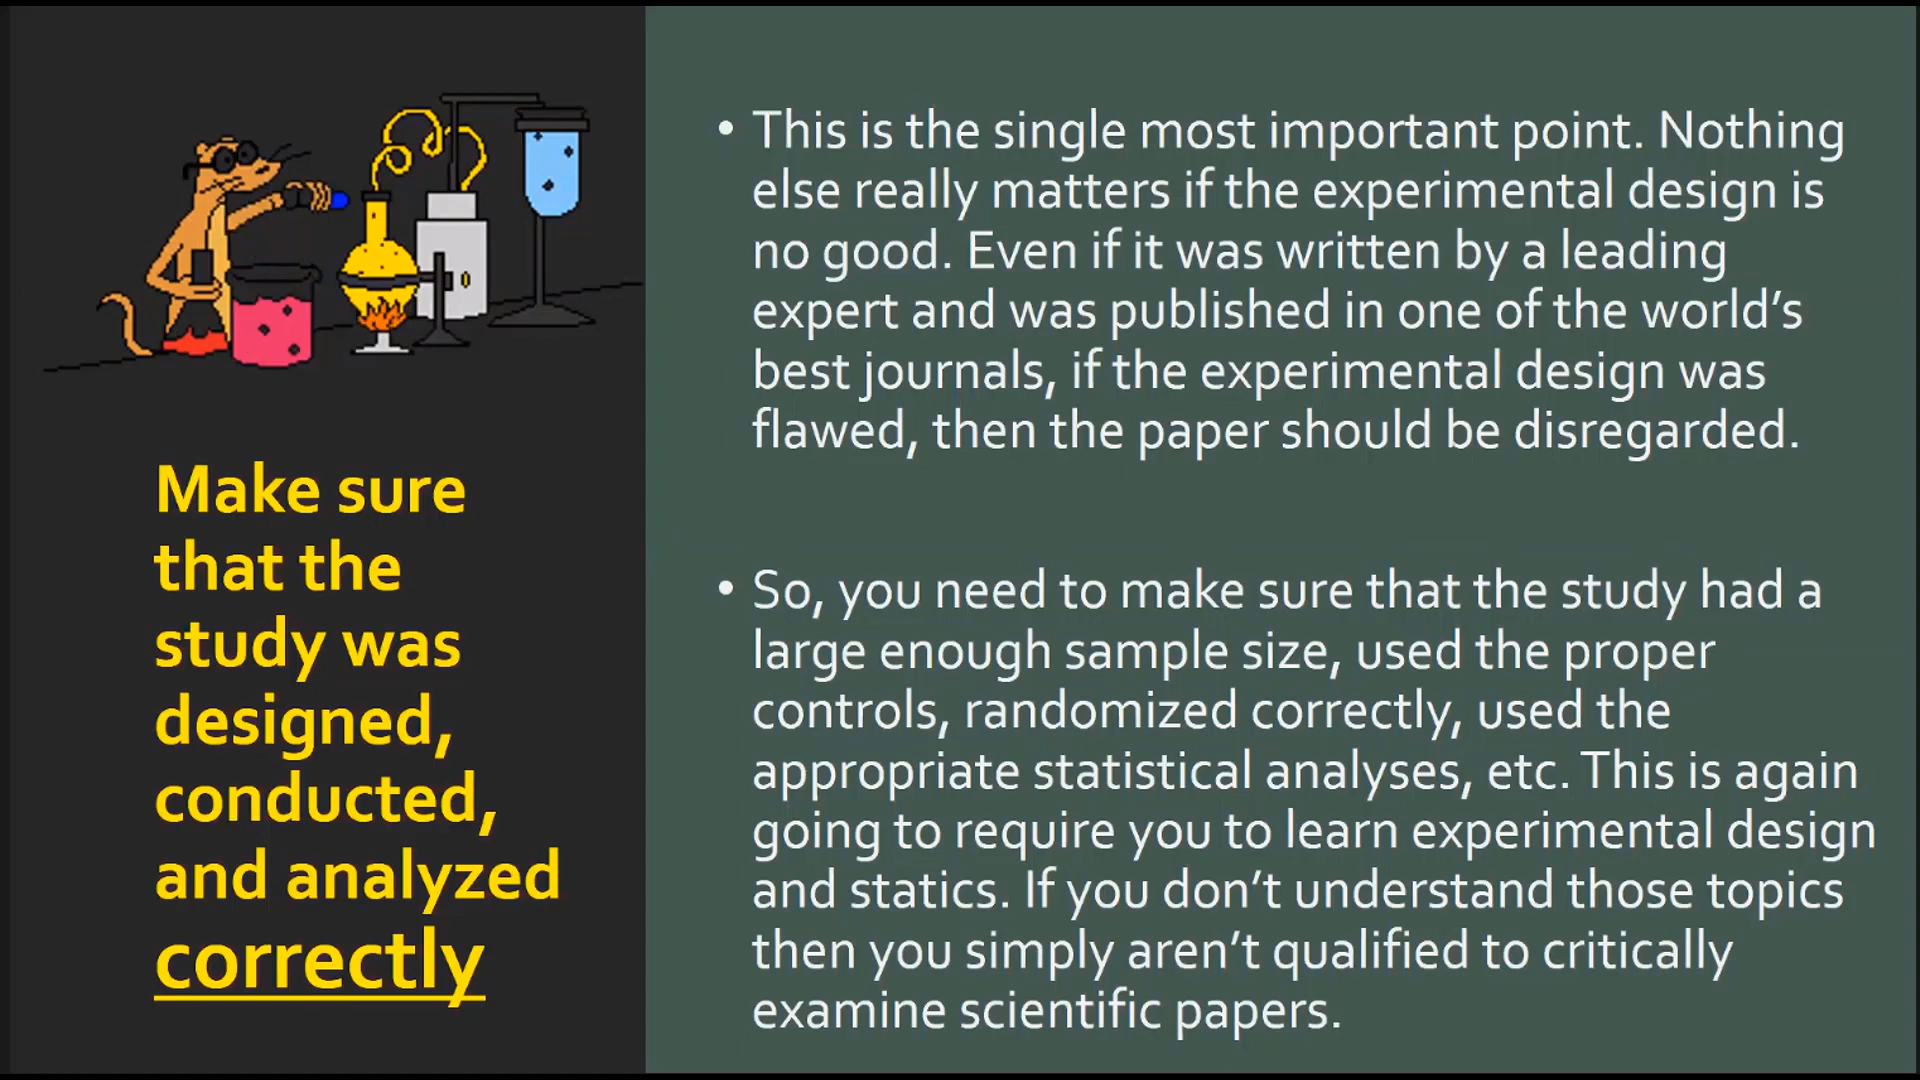 Make sure
that the
study was
designed,
conducted,
and analyzed
correctly
• This is the single most important point. Nothing
else really matters if the experimental design is
no good. Even if it was written by a leading
expert and was published in one of the world’s
best journals, if the experimental design was
flawed, then the paper should be disregarded.
• So, you need to make sure that the study had a
large enough sample size, used the proper
controls, randomized correctly, used the
appropriate statistical analyses, etc. This is again
going to require you to learn experimental design
and statics. If you don’t understand those topics
then you simply aren’t qualified to critically
examine scientific papers.